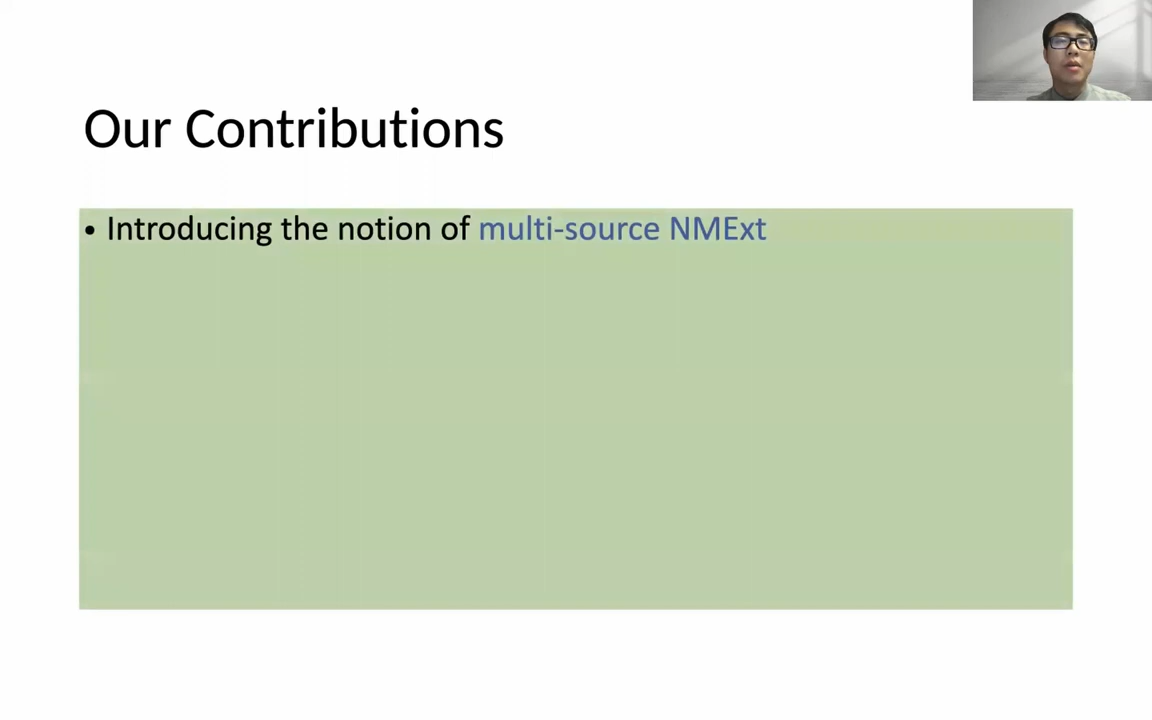 Our Contributions
• Introducing the notion of multi-source NMExt